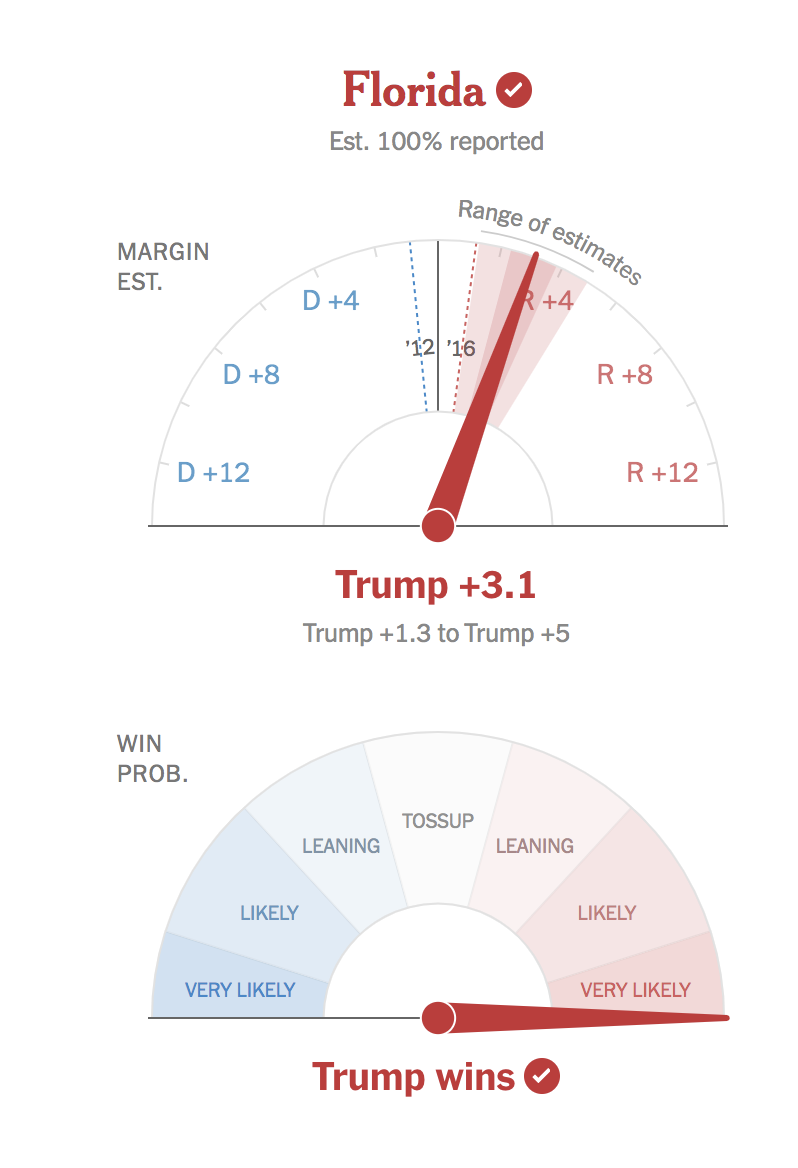 Florida
Est. 100% reported
Range of estimates
MARGIN
EST.
D +4
R +4
'12
'16
D +8
R +8
D +12
R +12
Trump +3.1
Trump +1.3 to Trump +5
WIN
PROB.
TOSSUP
LEANING
LEANING
LIKELY
LIKELY
VERY LIKELY
VERY LIKELY
Trump wins